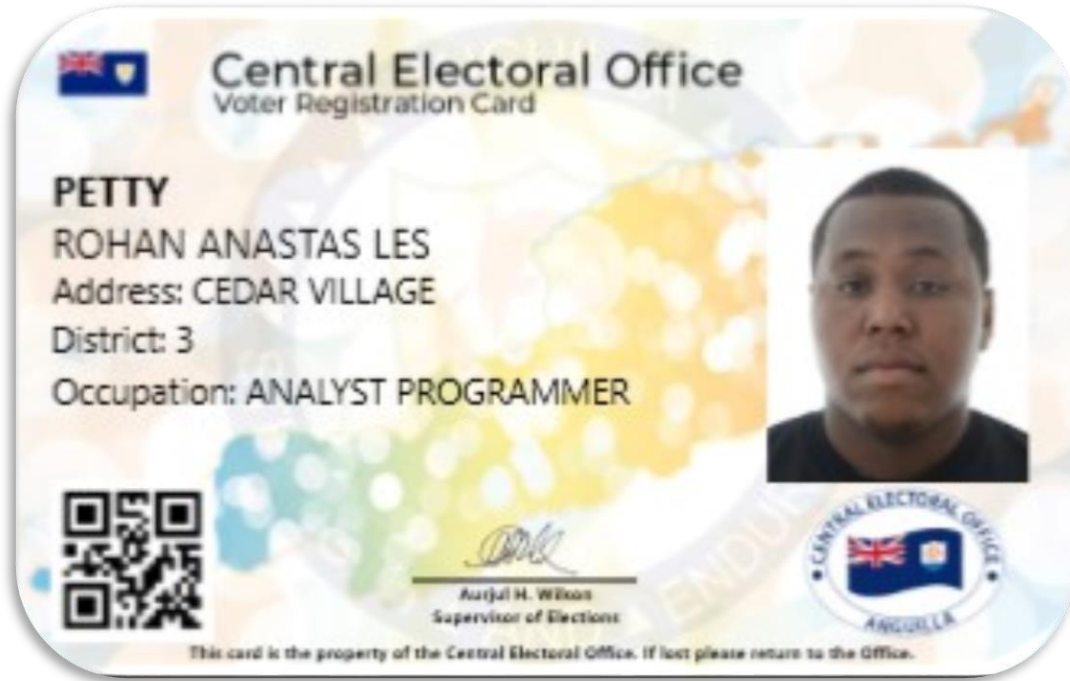 Central Electoral Office
Voter Registration Card
PETTY
ROHAN ANASTAS LES
Address: CEDAR VILLAGE
District: 3
Occupation: ANALYST PROGRAMMER
Supervisor of Elections
CENTRAL ELECTORAL OFFICE
ANGUILLA
This card is the property of the Central Electoral Office. If lost please return to the Office.